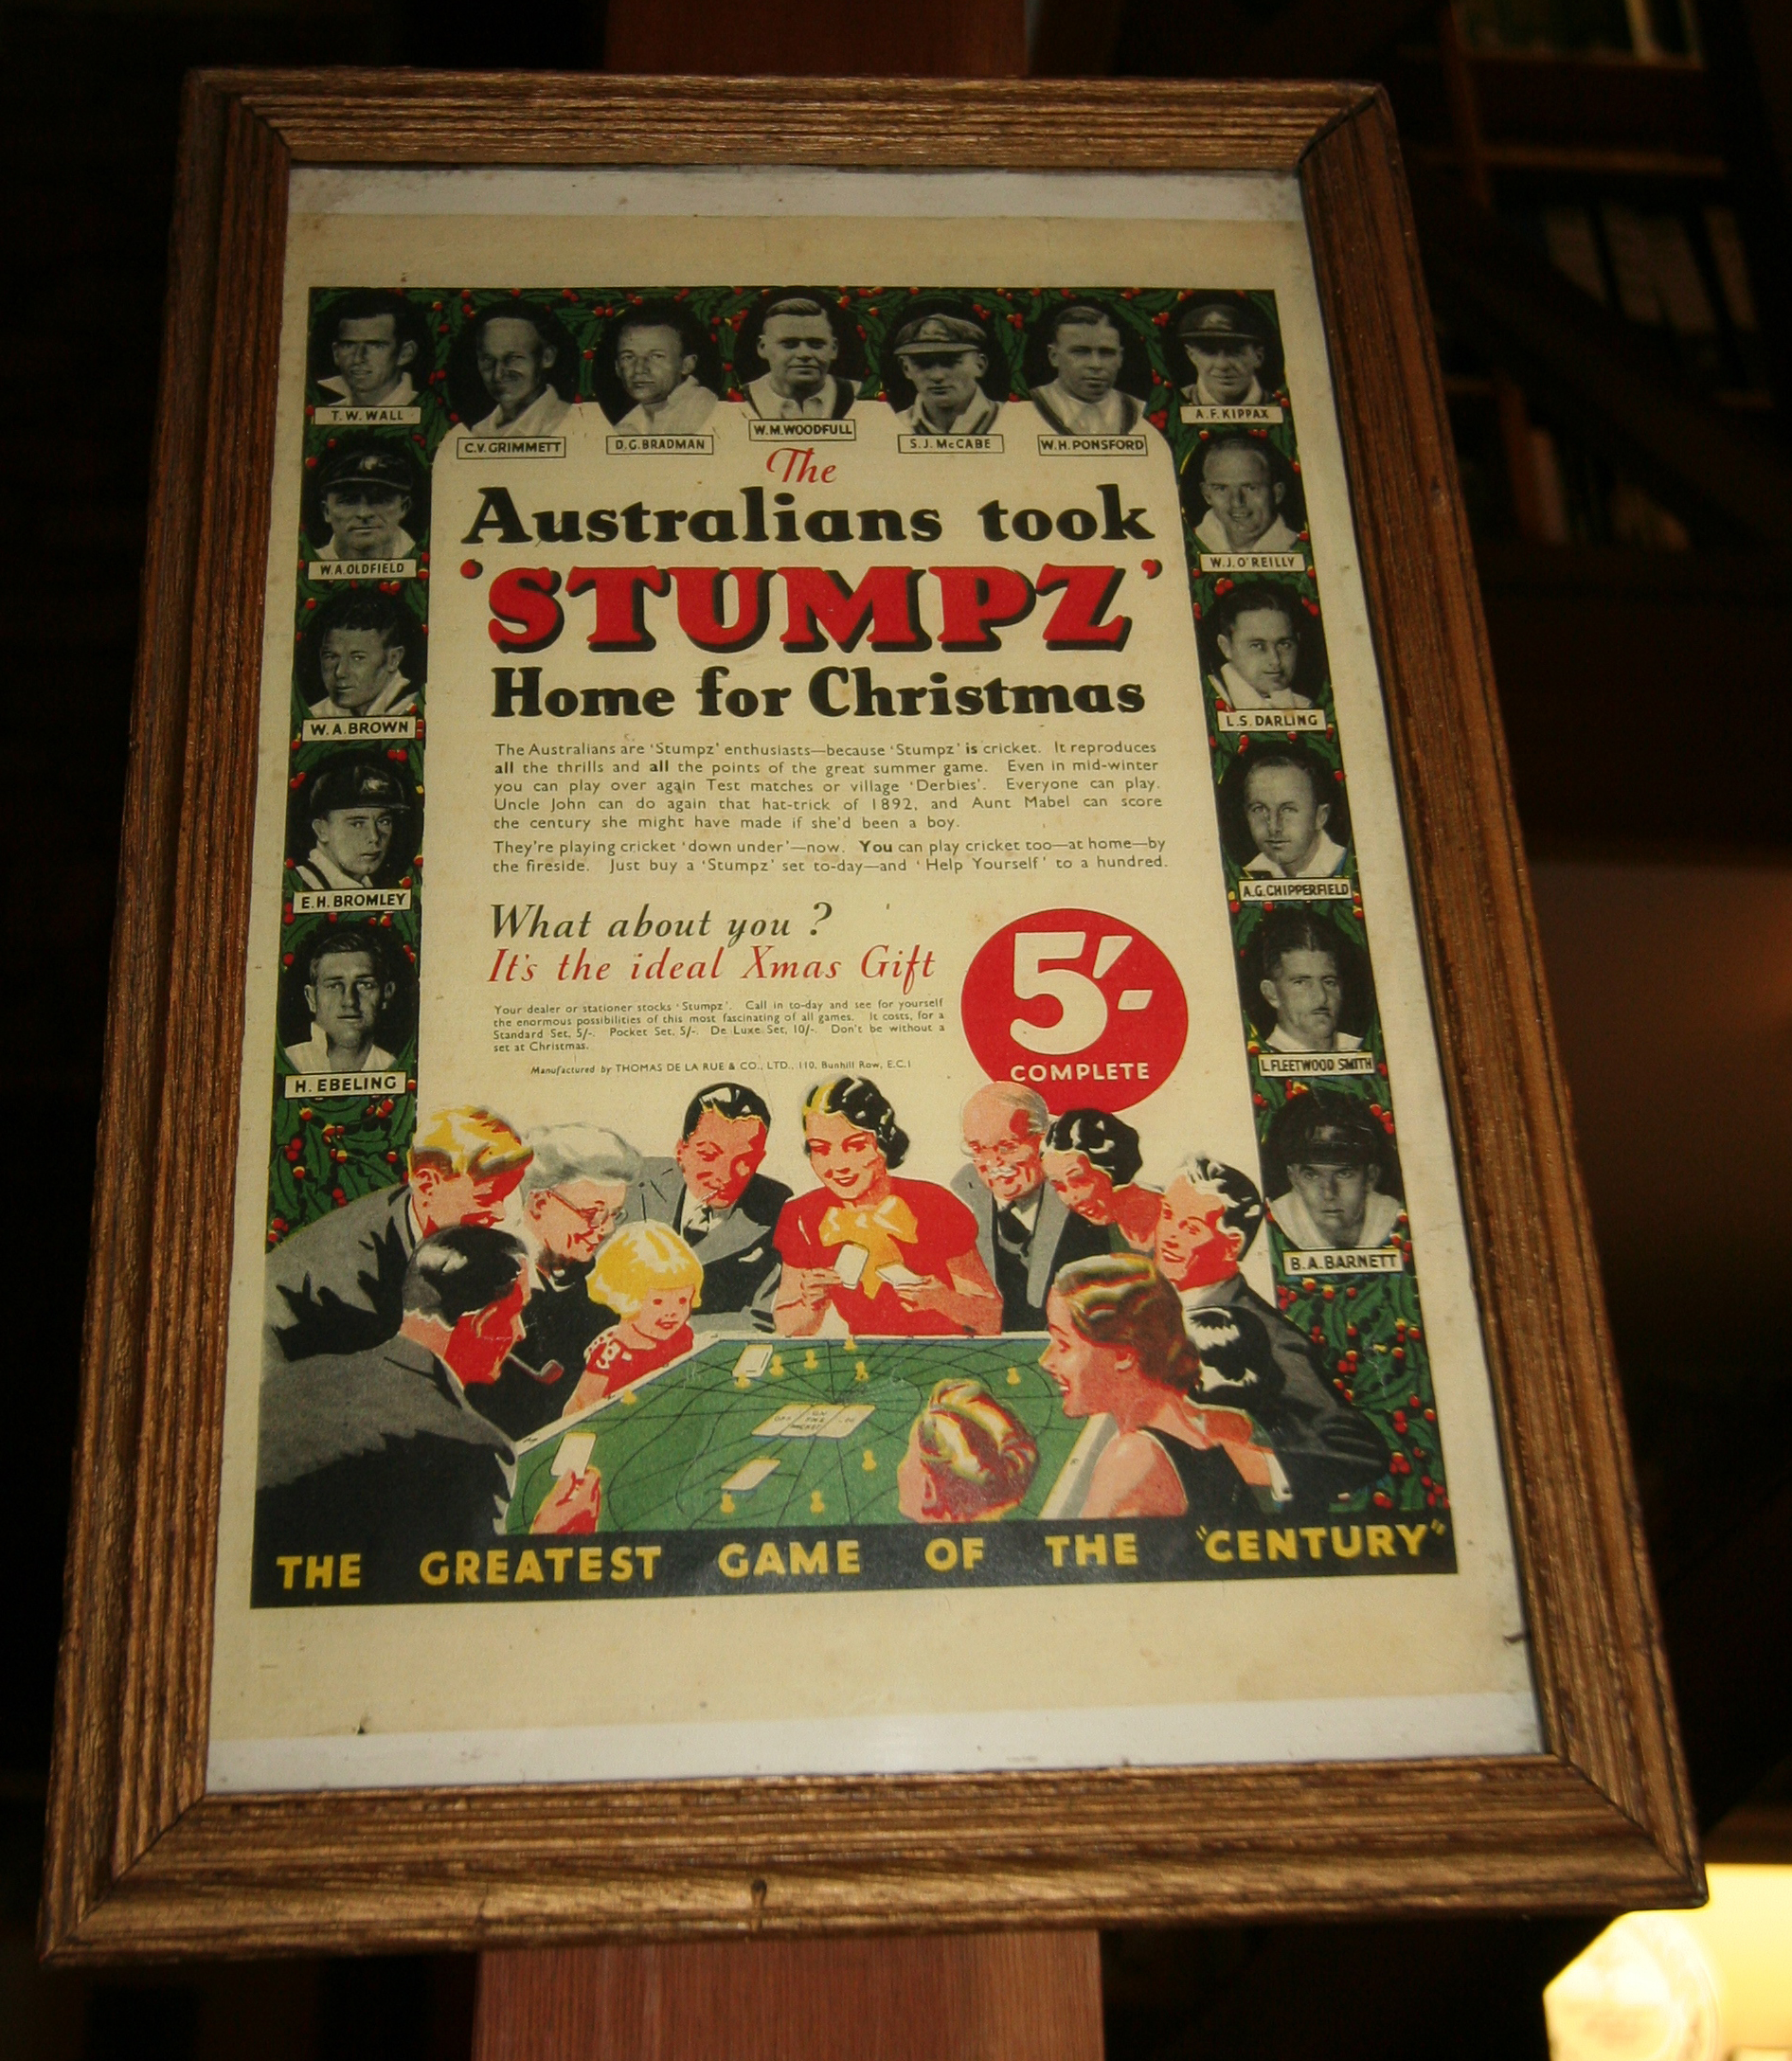 T. W. WALL
C.V. GRIMMETT
D.G. BRADMAN
W.M. WOODFULL
S. J. McCABE
W. H. PONSFORD
A. F. KIPPAX
W. A. OLDFIELD
W. A. BROWN
E. H. BROMLEY
H. EBELING
W. J. O'REILLY
L. S. DARLING
A. G. CHIPPERFIELD
L. FLEETWOOD SMITH
B. A. BARNETT
The
Australians took
'STUMPZ'
Home for Christmas
The Australians are 'Stumpz' enthusiasts—because 'Stumpz' is cricket. It reproduces
all the thrills and all the points of the great summer game. Even in mid-winter
you can play over again Test matches or village 'Derbies'. Everyone can play.
Uncle John can do again that hat-trick of 1892, and Aunt Mabel can score
the century she might have made if she'd been a boy.
They're playing cricket 'down under'—now. You can play cricket too—at home—by
the fireside. Just buy a 'Stumpz' set to-day—and 'Help Yourself' to a hundred.
What about you ?
It's the ideal Xmas Gift
Your dealer or stationer stocks 'Stumpz'. Call in to-day and see for yourself
the enormous possibilities of this most fascinating of all games. It costs, for a
Standard Set, 5/-. Pocket Set, 5/-. De Luxe Set, 10/-. Don't be without a
set at Christmas.
Manufactured by THOMAS DE LA RUE & CO., LTD., 110, Bunhill Row, E.C.1
5/-
COMPLETE
ON
THE
THE GREATEST GAME OF THE "CENTURY"